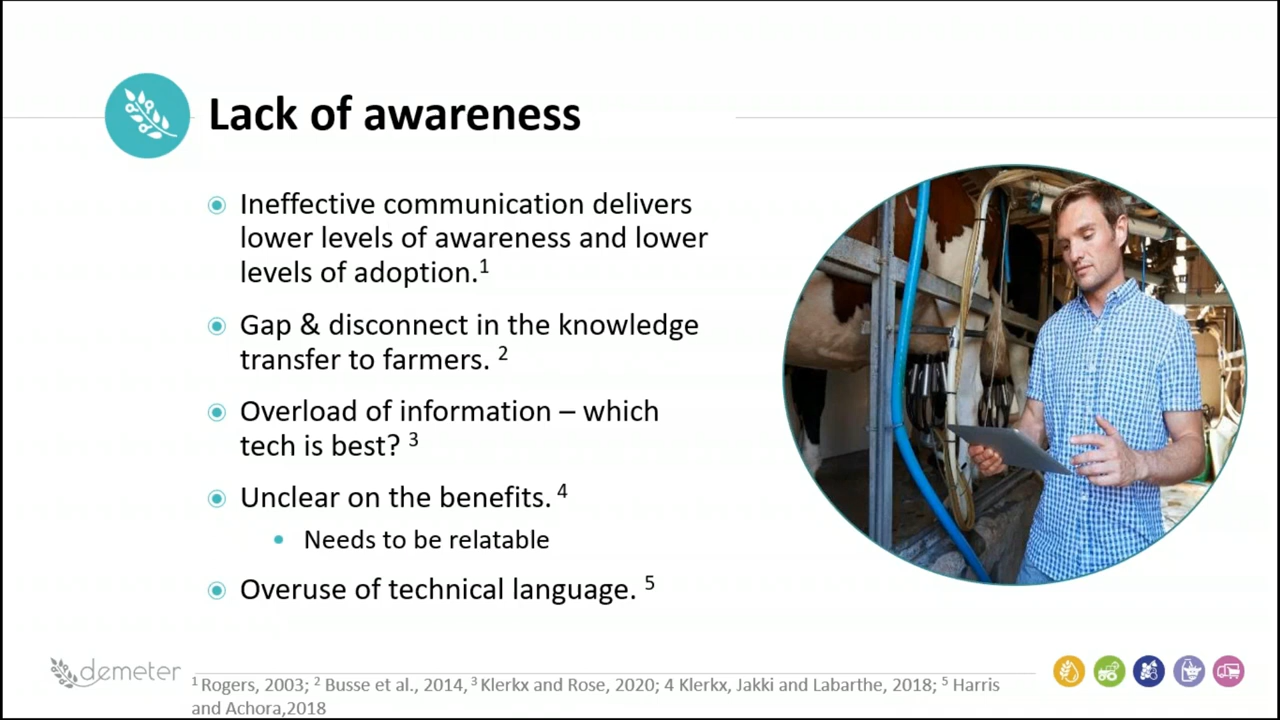 Lack of awareness
Ineffective communication delivers
lower levels of awareness and lower
levels of adoption.1
Gap & disconnect in the knowledge
transfer to farmers. 2
Overload of information – which
tech is best? 3
Unclear on the benefits. 4
Needs to be relatable
Overuse of technical language. 5
demeter
1 Rogers, 2003; 2 Busse et al., 2014, 3 Klerkx and Rose, 2020; 4 Klerkx, Jakki and Labarthe, 2018; 5 Harris
and Achora,2018